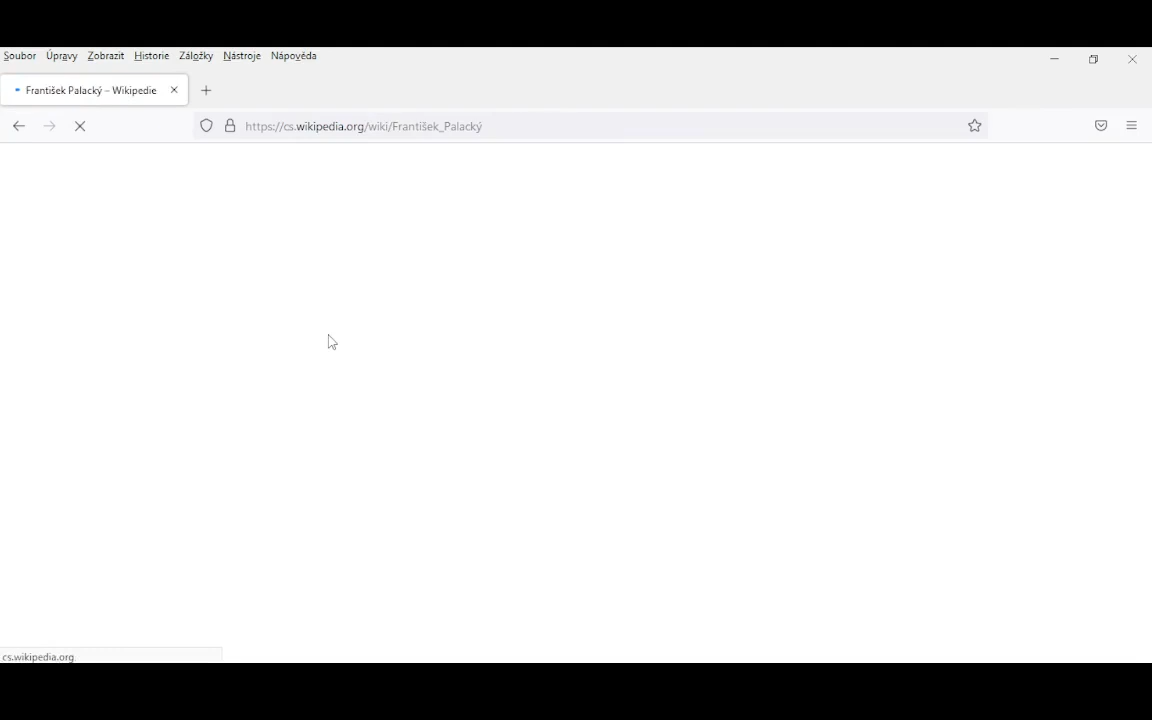 Soubor Úpravy Zobrazit Historie Záložky Nástroje Nápověda
František Palacký – Wikipedie
https://cs.wikipedia.org/wiki/František_Palacký
cs.wikipedia.org